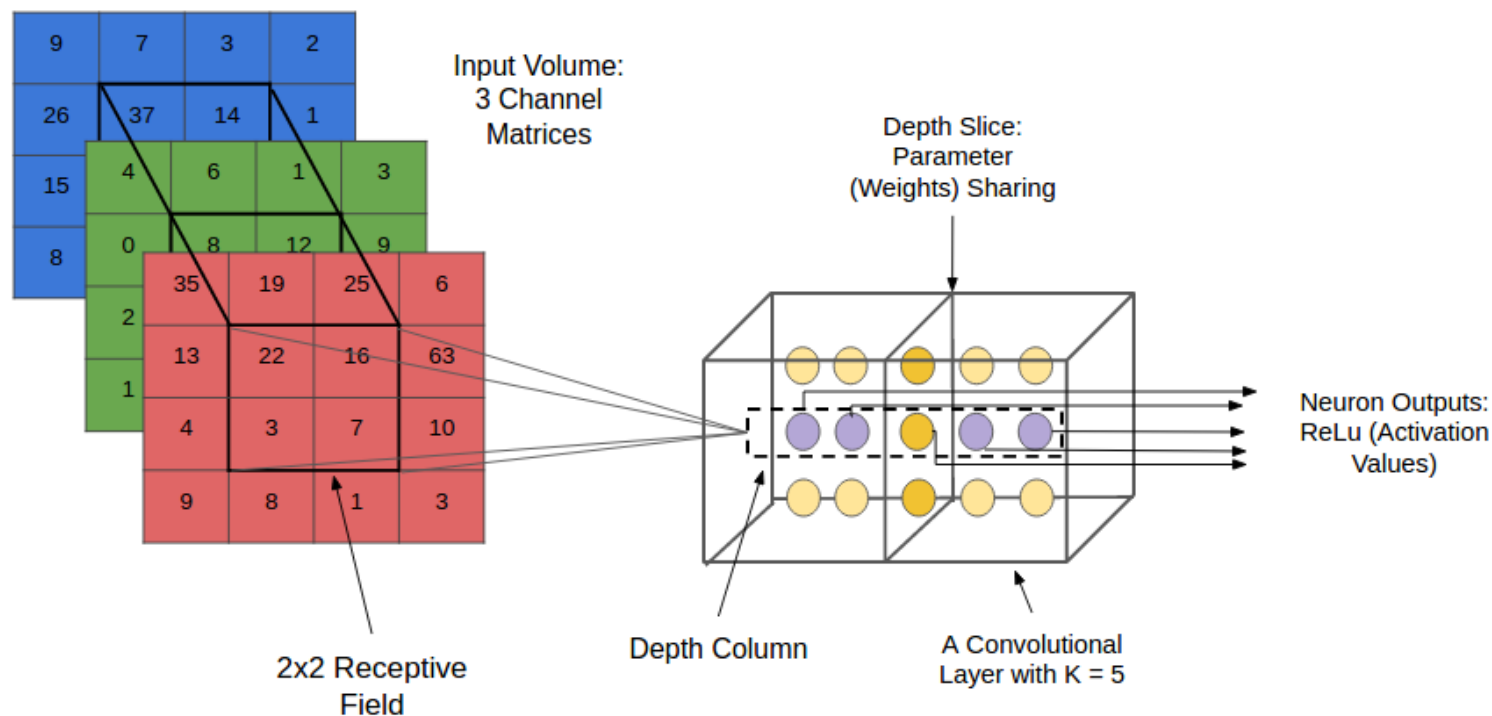 9 7 3 2
26 37 14 1
15
8
4 6 1 3
0 8 12 9
2
1
35 19 25 6
13 22 16 63
4 3 7 10
9 8 1 3
Input Volume:
3 Channel
Matrices
2x2 Receptive
Field
Depth Slice:
Parameter
(Weights) Sharing
Depth Column
A Convolutional
Layer with K = 5
Neuron Outputs:
ReLu (Activation
Values)